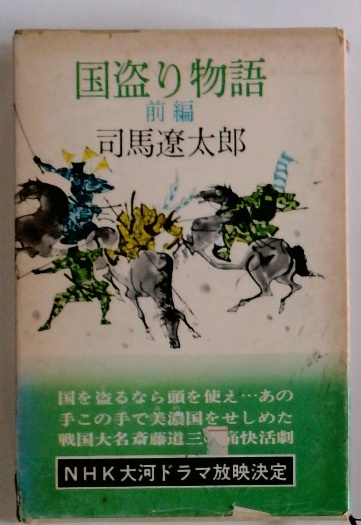 国盗り物語
前編
司馬遼太郎
国を盗るなら頭を使え…あの
手この手で美濃国をせしめた
戦国大名斎藤道三の痛快活劇
NHK大河ドラマ放映決定